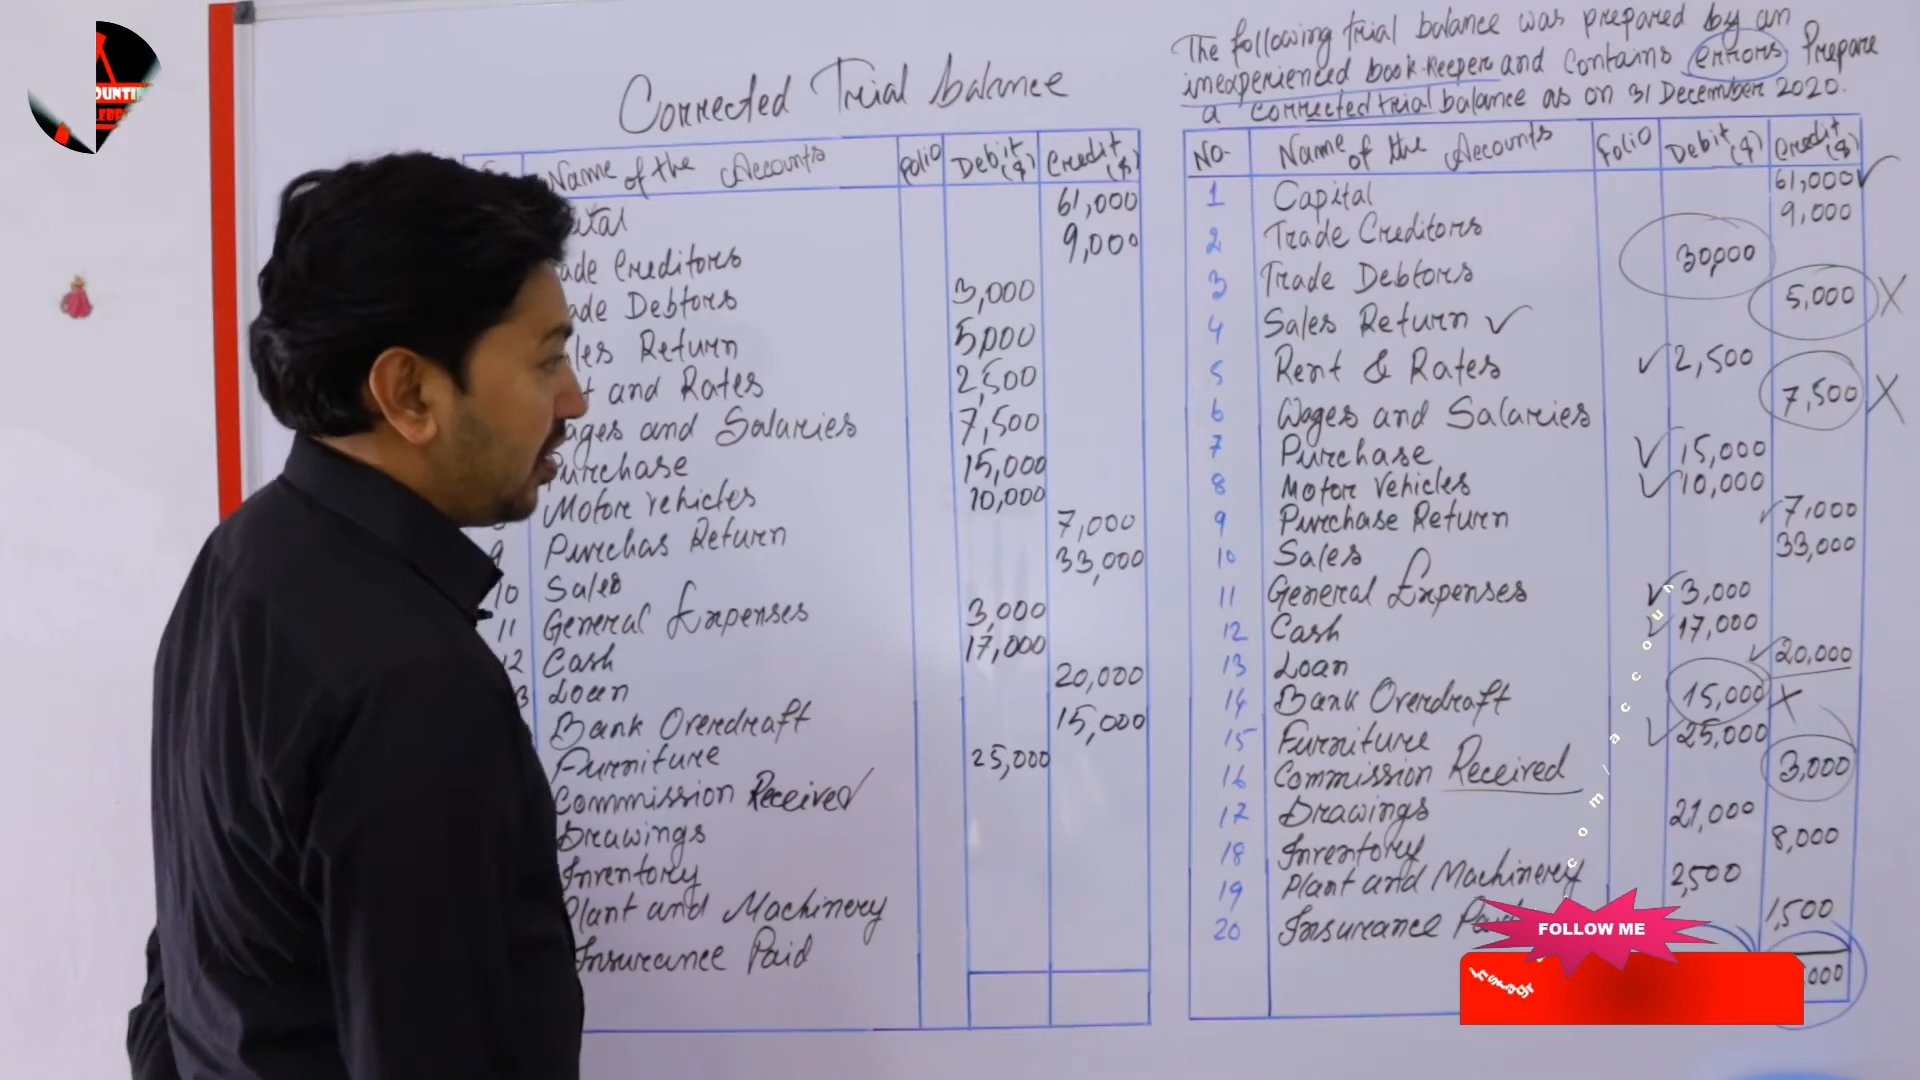 The following trial balance was prepared by an
inexperienced book-keeper and contains errors Prepare
a corrected trial balance as on 31 December 2020.
Corrected Trial balance
Name of the Accounts Folio Debit ($) Credit ($)
61,000
ade Creditors 9,000
ade Debtors 3,000
les Return 5,000
and Rates 2,500
ages and Salaries 7,500
Purchase 15,000
Motor vehicles 10,000
9 Purchas Return 7,000
10 Sales 33,000
11 General Expenses 3,000
12 Cash 17,000
3 Loan 20,000
Bank Overdraft 15,000
Furniture 25,000
Commission Received
Drawings
Inventory
Plant and Machinery
Insurance Paid
No. Name of the Accounts Folio Debit ($) Credit ($)
1 Capital 61,000
2 Trade Creditors 9,000
3 Trade Debtors 30,000
4 Sales Return 5,000
5 Rent & Rates 2,500
6 Wages and Salaries 7,500
7 Purchase 15,000
8 Motor vehicles 10,000
9 Purchase Return 7,000
10 Sales 33,000
11 General Expenses 3,000
12 Cash 17,000
13 Loan 20,000
14 Bank Overdraft 15,000
15 Furniture 25,000
16 Commission Received 3,000
17 Drawings 21,000
18 Inventory 8,000
19 Plant and Machinery 2,500
20 Insurance 1,500
000
FOLLOW ME